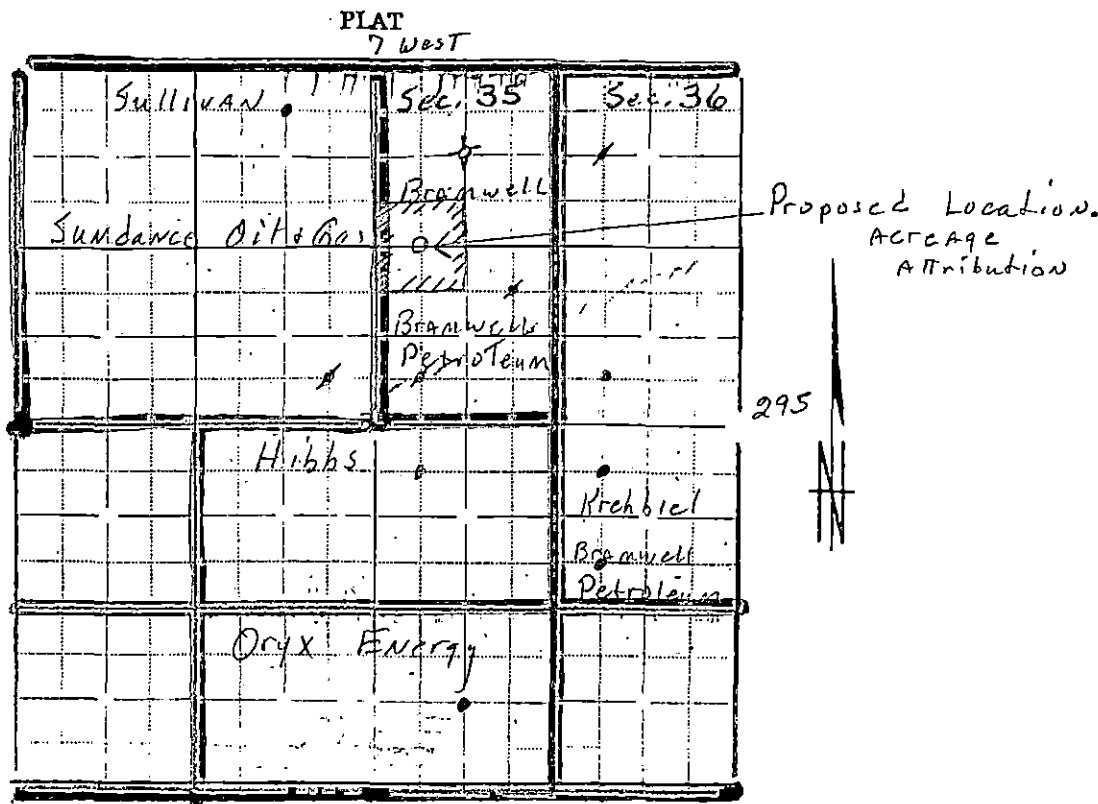 PLAT
7 West
Sullivan
Sec. 35
Sec. 36
Bramwell
Proposed Location.
Acreage
Attribution
Sundance Oil & Gas
Bramwell
Petroleum
295
Hibbs
Krehbiel
Bramwell
Petroleum
Oryx Energy
N